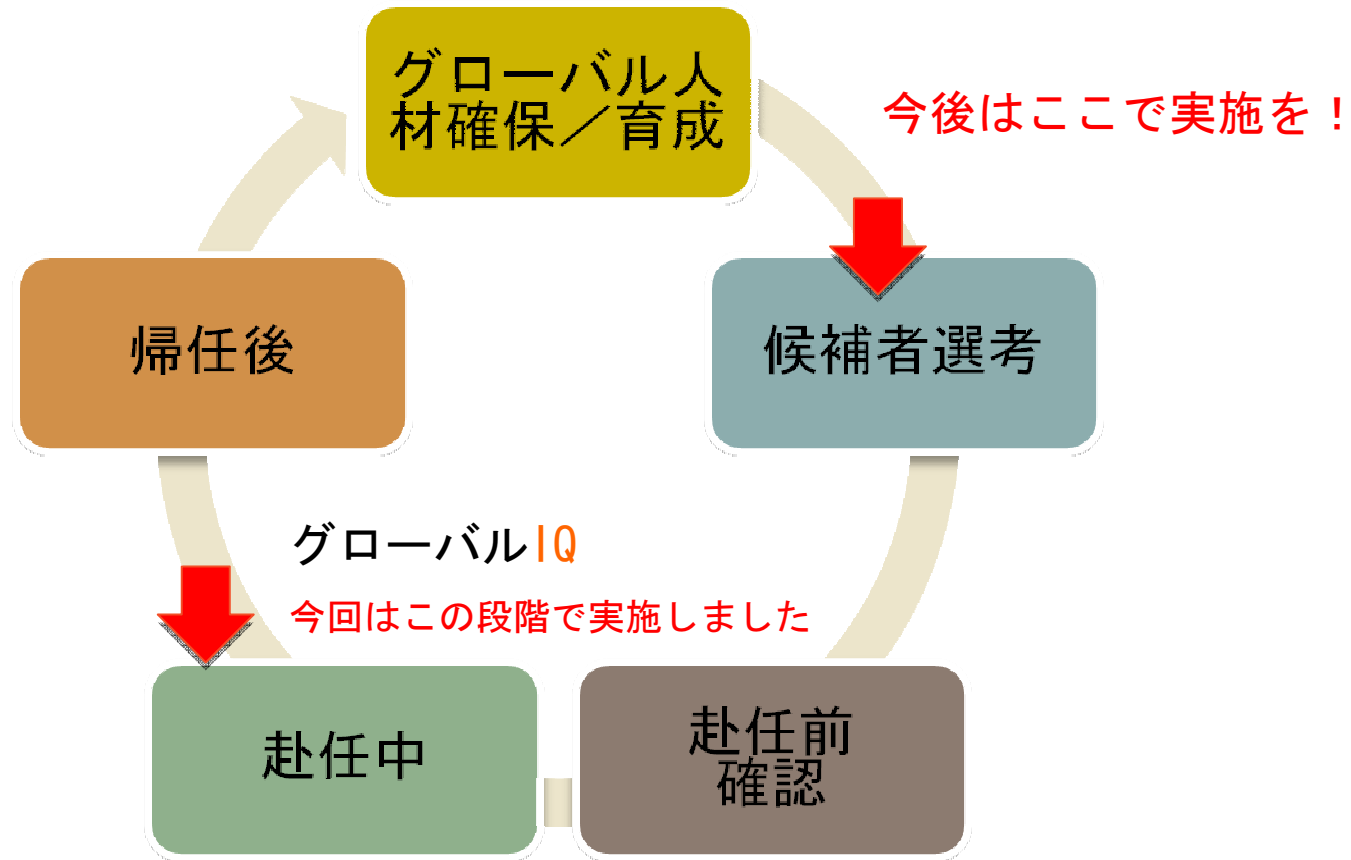 グローバル人
材確保／育成
今後はここで実施を！
帰任後
候補者選考
グローバルIQ
今回はこの段階で実施しました
赴任中
赴任前
確認